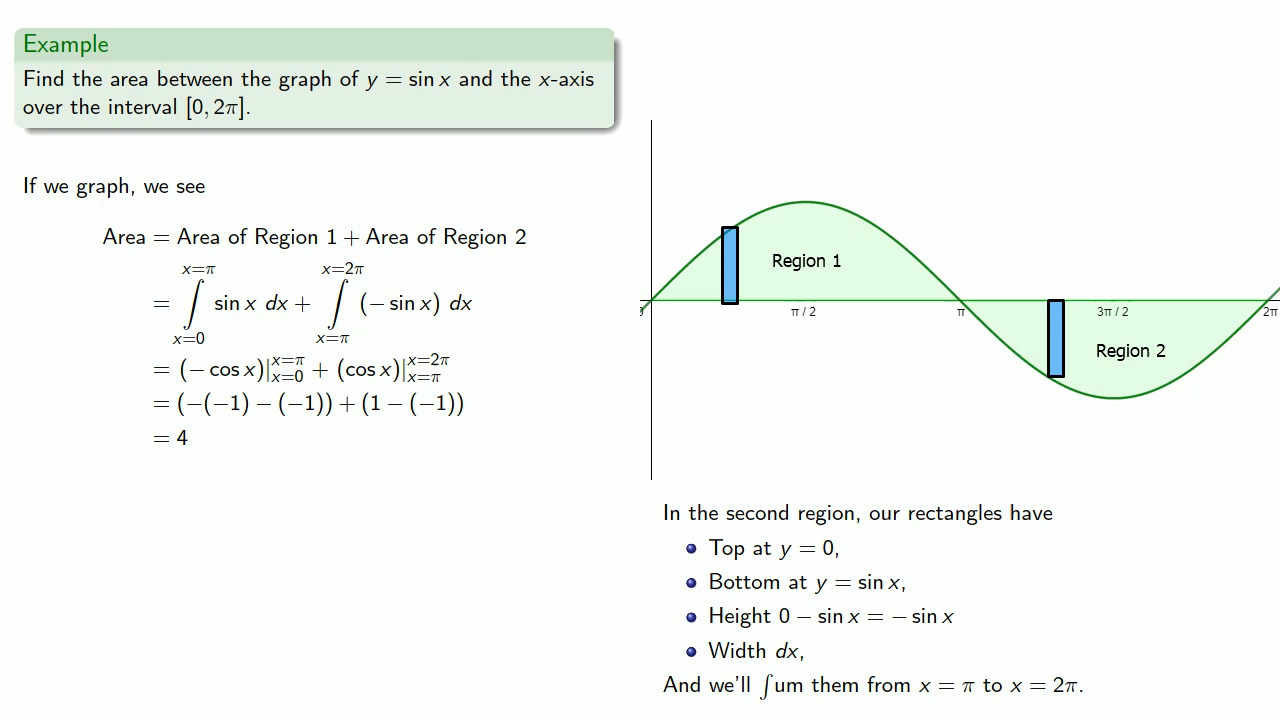 Example
Find the area between the graph of y = sin x and the x-axis
over the interval [0, 2π].
If we graph, we see
Area = Area of Region 1 + Area of Region 2
= ∫_{x=0}^{x=π} sin x dx + ∫_{x=π}^{x=2π} (− sin x) dx
= (− cos x)|_{x=0}^{x=π} + (cos x)|_{x=π}^{x=2π}
= (−(−1) − (−1)) + (1 − (−1))
= 4
Region 1
π / 2
π
3π / 2
2π
Region 2
In the second region, our rectangles have
• Top at y = 0,
• Bottom at y = sin x,
• Height 0 − sin x = − sin x
• Width dx,
And we'll ∫um them from x = π to x = 2π.